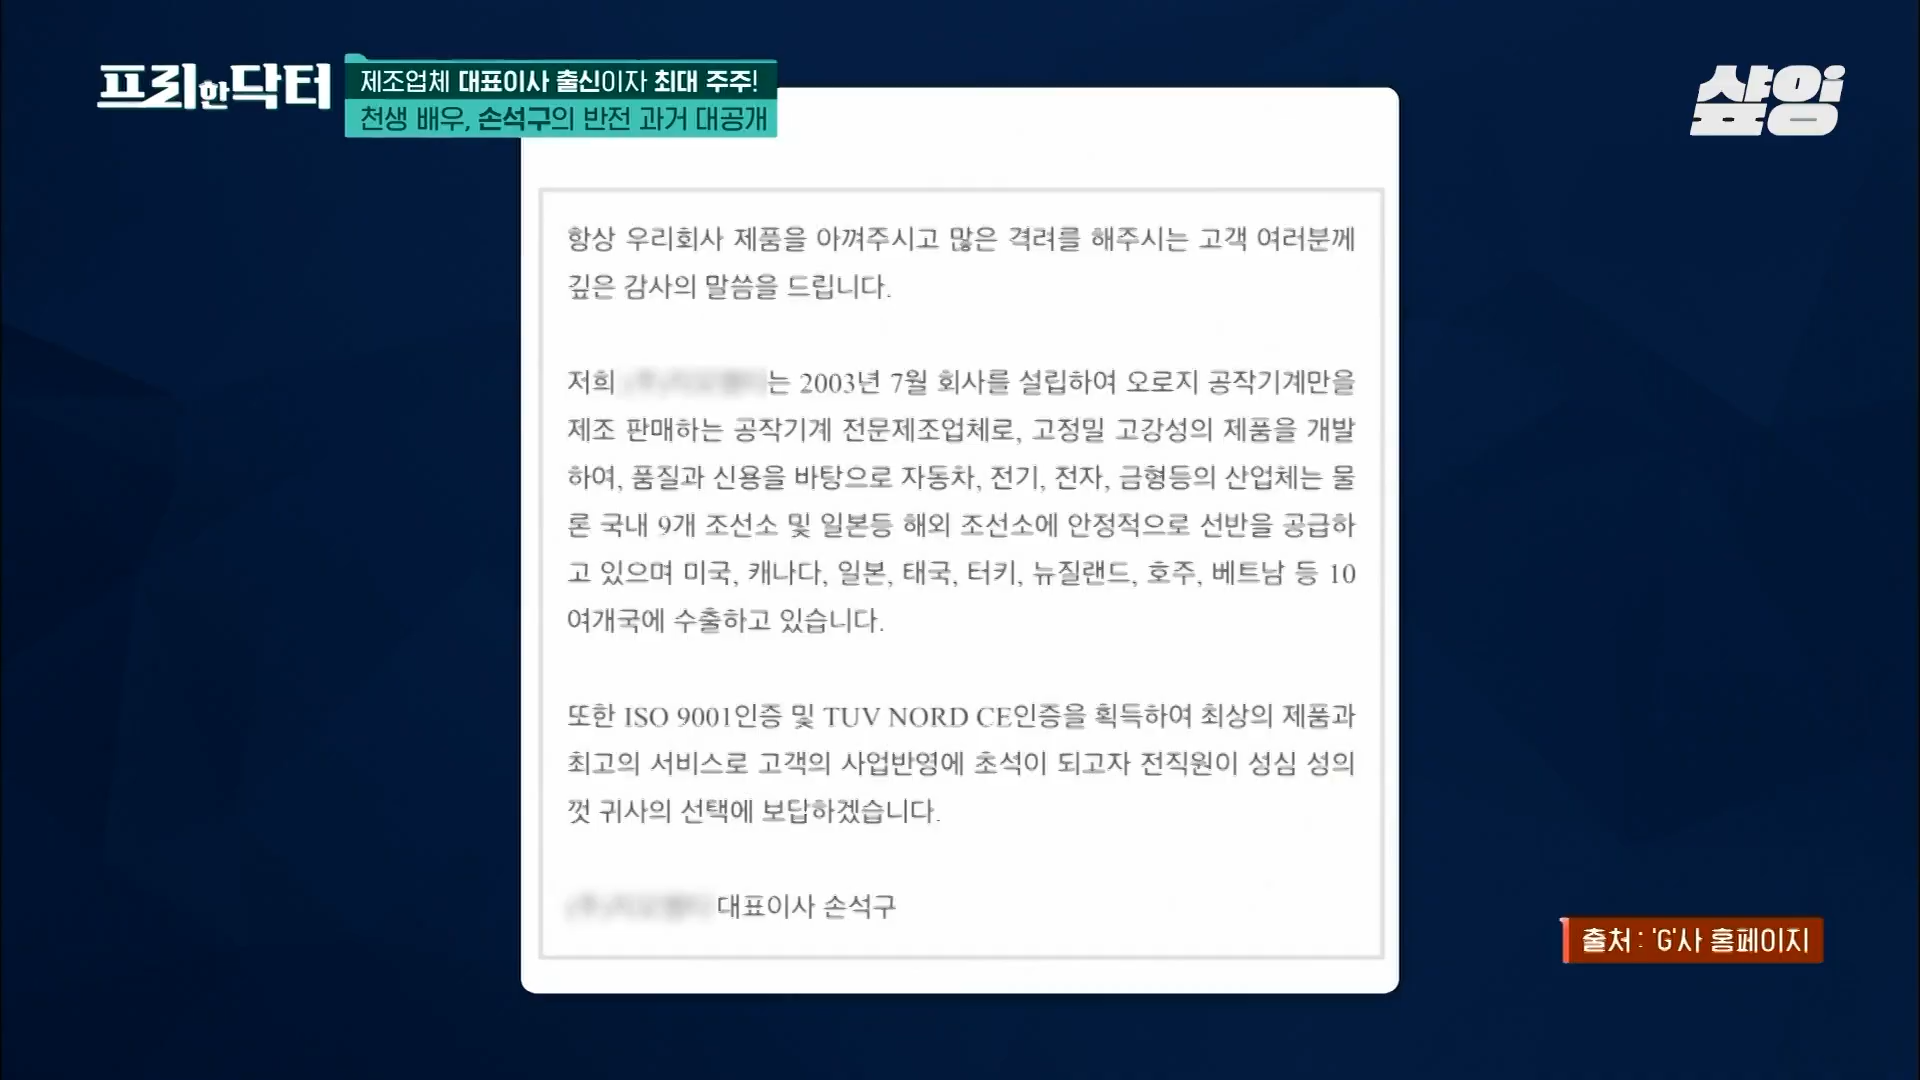 프리한닥터
제조업체 대표이사 출신이자 최대 주주!
천생 배우, 손석구의 반전 과거 대공개
샾잉
항상 우리회사 제품을 아껴주시고 많은 격려를 해주시는 고객 여러분께
깊은 감사의 말씀을 드립니다.
저희 는 2003년 7월 회사를 설립하여 오로지 공작기계만을
제조 판매하는 공작기계 전문제조업체로, 고정밀 고강성의 제품을 개발
하여, 품질과 신용을 바탕으로 자동차, 전기, 전자, 금형등의 산업체는 물
론 국내 9개 조선소 및 일본등 해외 조선소에 안정적으로 선반을 공급하
고 있으며 미국, 캐나다, 일본, 태국, 터키, 뉴질랜드, 호주, 베트남 등 10
여개국에 수출하고 있습니다.
또한 ISO 9001인증 및 TUV NORD CE인증을 획득하여 최상의 제품과
최고의 서비스로 고객의 사업반영에 초석이 되고자 전직원이 성심 성의
껏 귀사의 선택에 보답하겠습니다.
대표이사 손석구
출처 : 'G'사 홈페이지